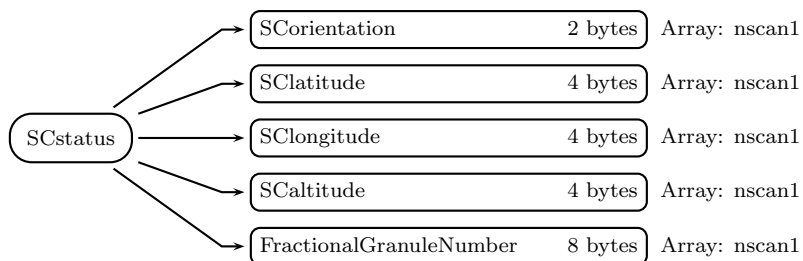 SCorientation 2 bytes Array: nscan1
SClatitude 4 bytes Array: nscan1
SCstatus
SClongitude 4 bytes Array: nscan1
SCaltitude 4 bytes Array: nscan1
FractionalGranuleNumber 8 bytes Array: nscan1